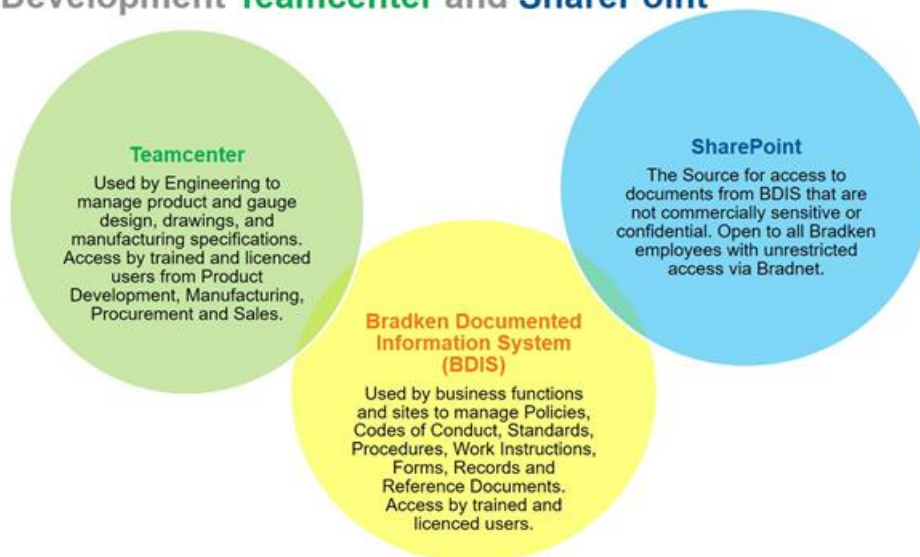 Development Teamcenter and SharePoint
Teamcenter
Used by Engineering to
manage product and gauge
design, drawings, and
manufacturing specifications.
Access by trained and licenced
users from Product
Development, Manufacturing,
Procurement and Sales.
SharePoint
The Source for access to
documents from BDIS that are
not commercially sensitive or
confidential. Open to all Bradken
employees with unrestricted
access via Bradnet.
Bradken Documented
Information System
(BDIS)
Used by business functions
and sites to manage Policies,
Codes of Conduct, Standards,
Procedures, Work Instructions,
Forms, Records and
Reference Documents.
Access by trained and
licenced users.